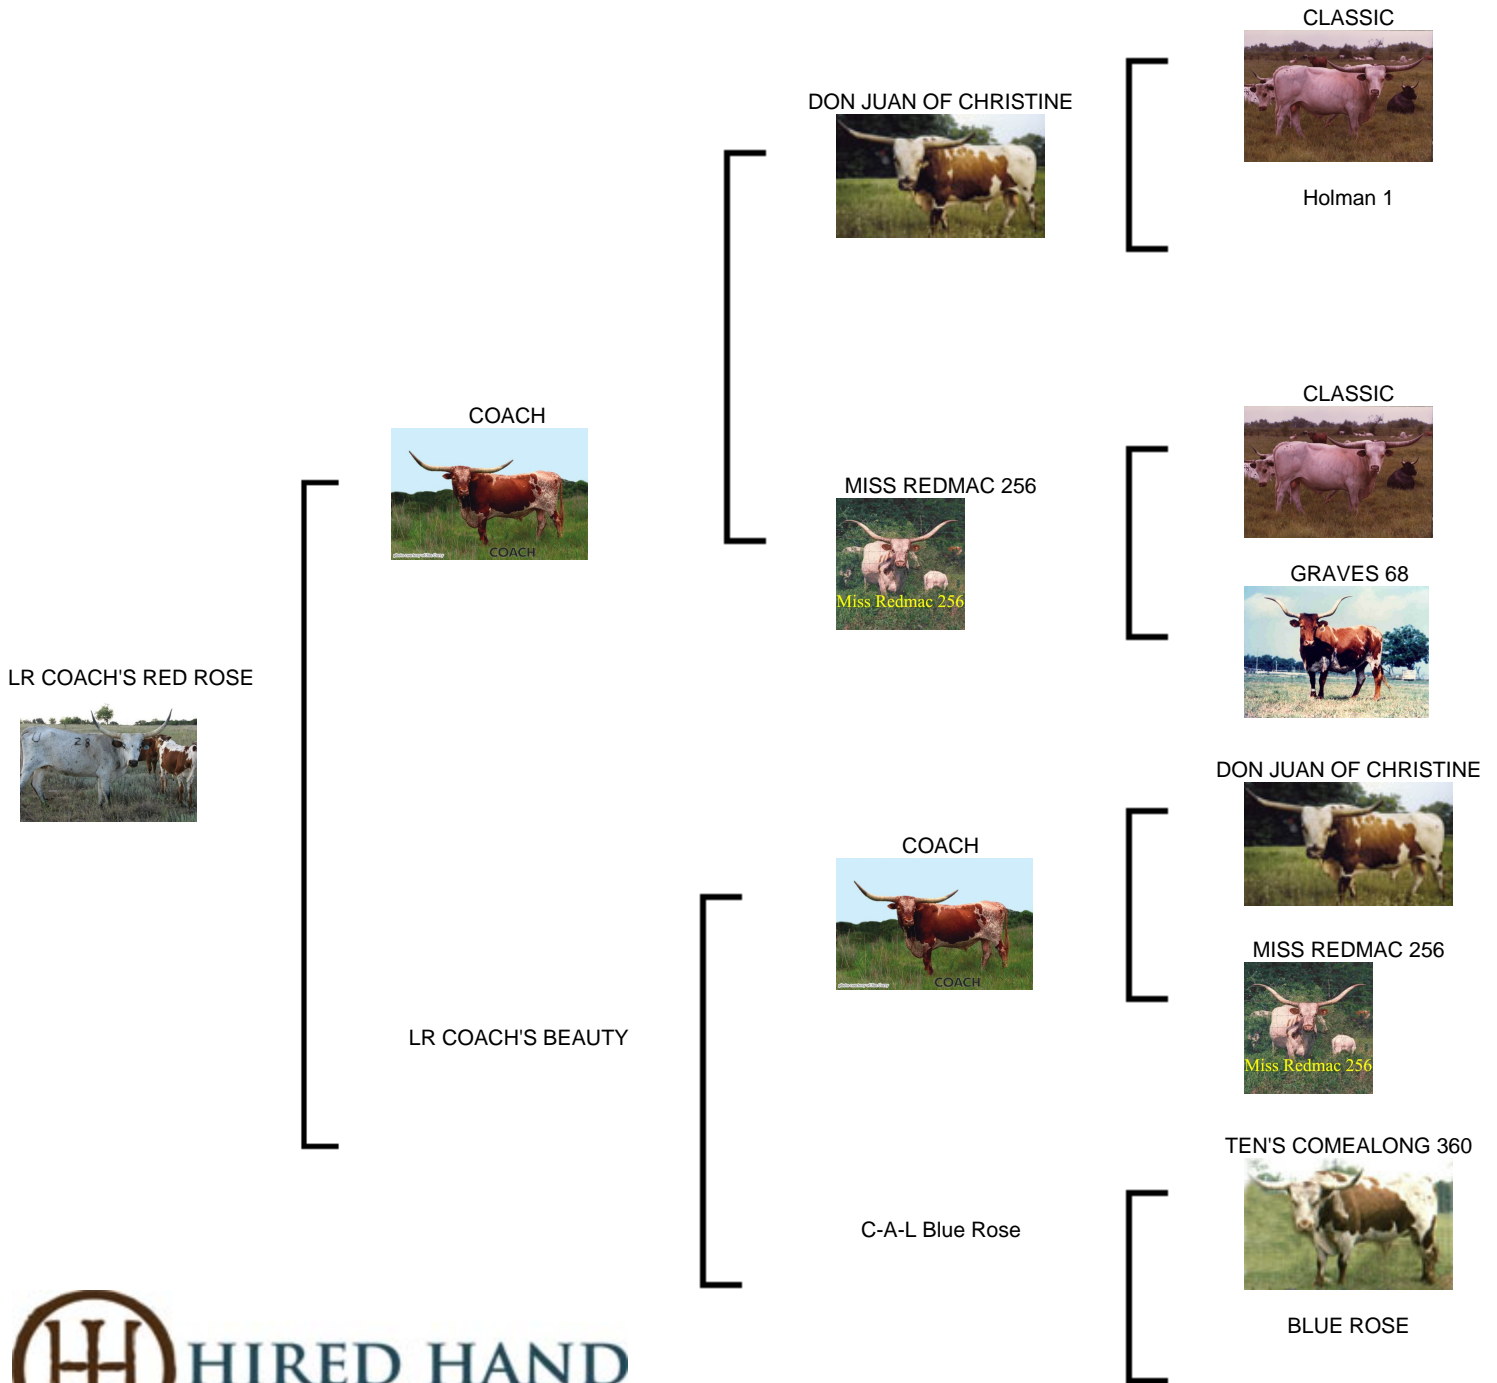 CLASSIC
DON JUAN OF CHRISTINE
Holman 1
CLASSIC
COACH
COACH
MISS REDMAC 256
Miss Redmac 256
GRAVES 68
LR COACH'S RED ROSE
28
DON JUAN OF CHRISTINE
COACH
COACH
MISS REDMAC 256
Miss Redmac 256
LR COACH'S BEAUTY
TEN'S COMEALONG 360
C-A-L Blue Rose
BLUE ROSE
HIRED HAND